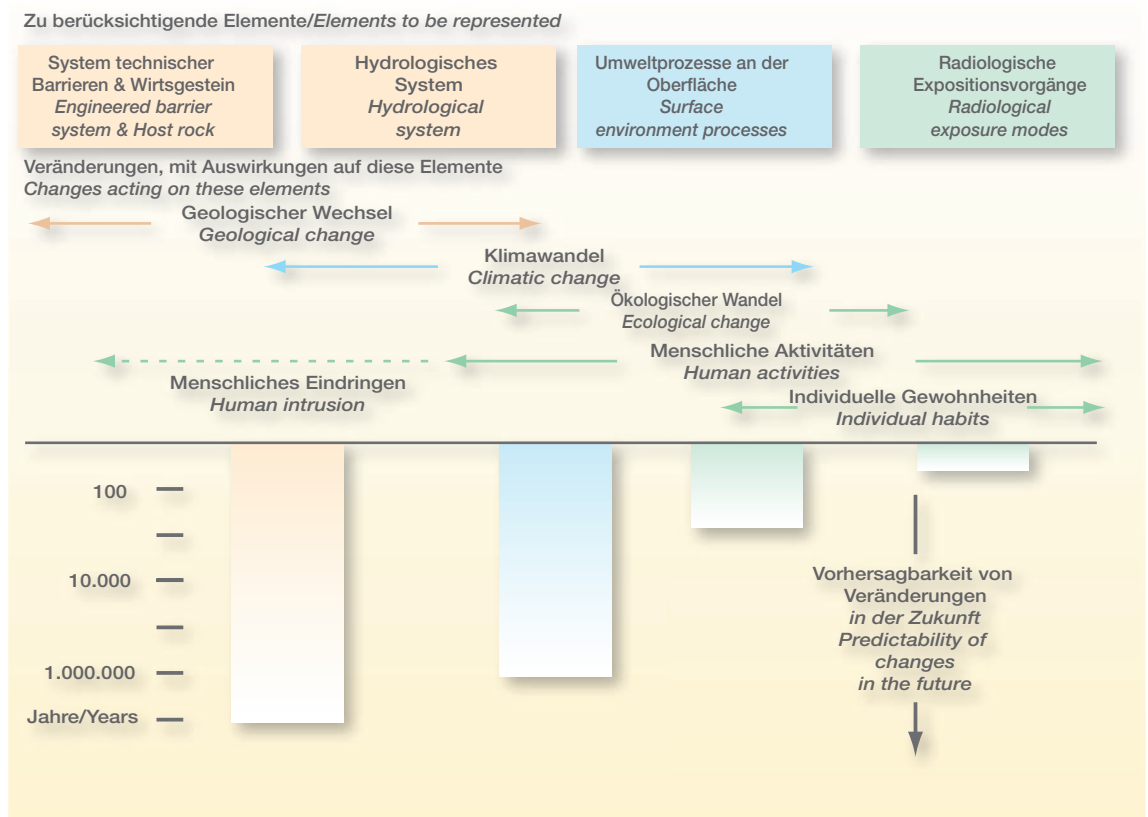 Zu berücksichtigende Elemente/Elements to be represented
System technischer
Barrieren & Wirtsgestein
Engineered barrier
system & Host rock
Hydrologisches
System
Hydrological
system
Umweltprozesse an der
Oberfläche
Surface
environment processes
Radiologische
Expositionsvorgänge
Radiological
exposure modes
Veränderungen, mit Auswirkungen auf diese Elemente
Changes acting on these elements
Geologischer Wechsel
Geological change
Klimawandel
Climatic change
Ökologischer Wandel
Ecological change
Menschliche Aktivitäten
Human activities
Menschliches Eindringen
Human intrusion
Individuelle Gewohnheiten
Individual habits
100
10.000
1.000.000
Jahre/Years
Vorhersagbarkeit von
Veränderungen
in der Zukunft
Predictability of
changes
in the future